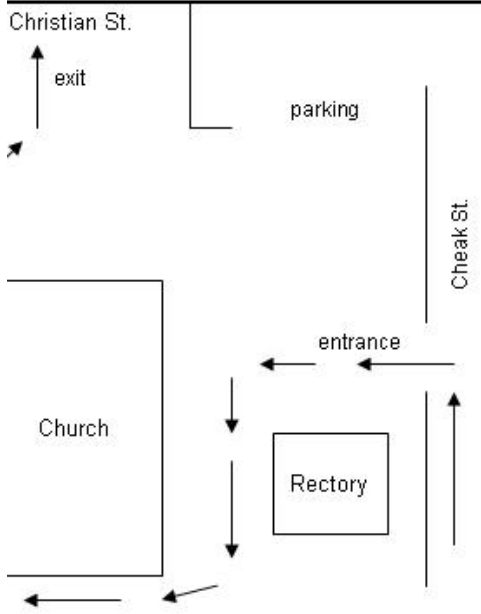 Christian St.
exit
parking
Cheak St.
entrance
Church
Rectory